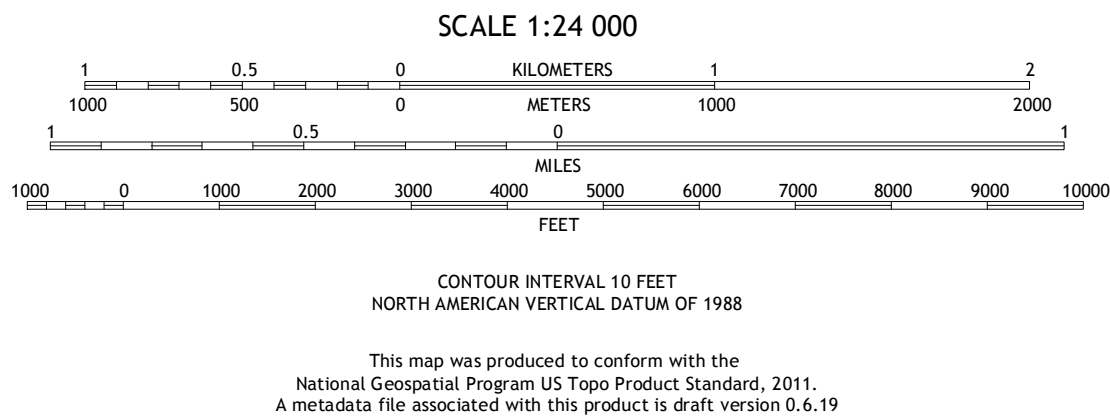 SCALE 1:24 000
1 0.5 0 KILOMETERS 1 2
1000 500 0 METERS 1000 2000
1 0.5 0 1
MILES
1000 0 1000 2000 3000 4000 5000 6000 7000 8000 9000 10000
FEET
CONTOUR INTERVAL 10 FEET
NORTH AMERICAN VERTICAL DATUM OF 1988
This map was produced to conform with the
National Geospatial Program US Topo Product Standard, 2011.
A metadata file associated with this product is draft version 0.6.19